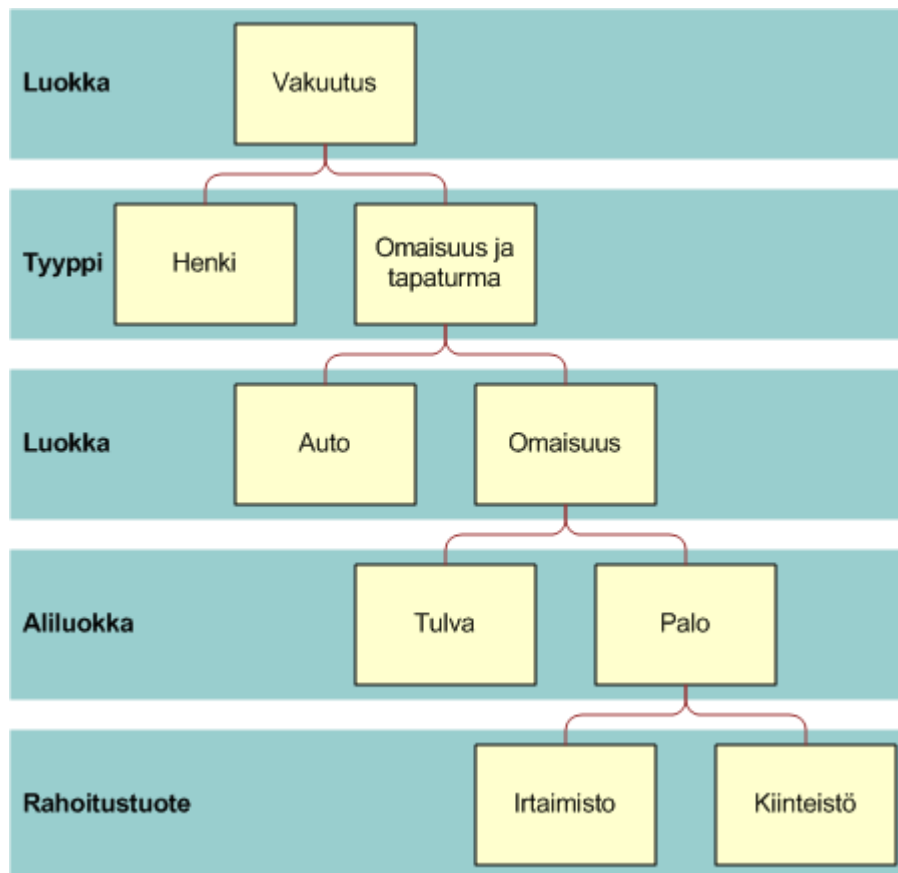 Luokka
Vakuutus
Tyyppi
Henki
Omaisuus ja
tapaturma
Luokka
Auto
Omaisuus
Aliluokka
Tulva
Palo
Rahoitustuote
Irtaimisto
Kiinteistö